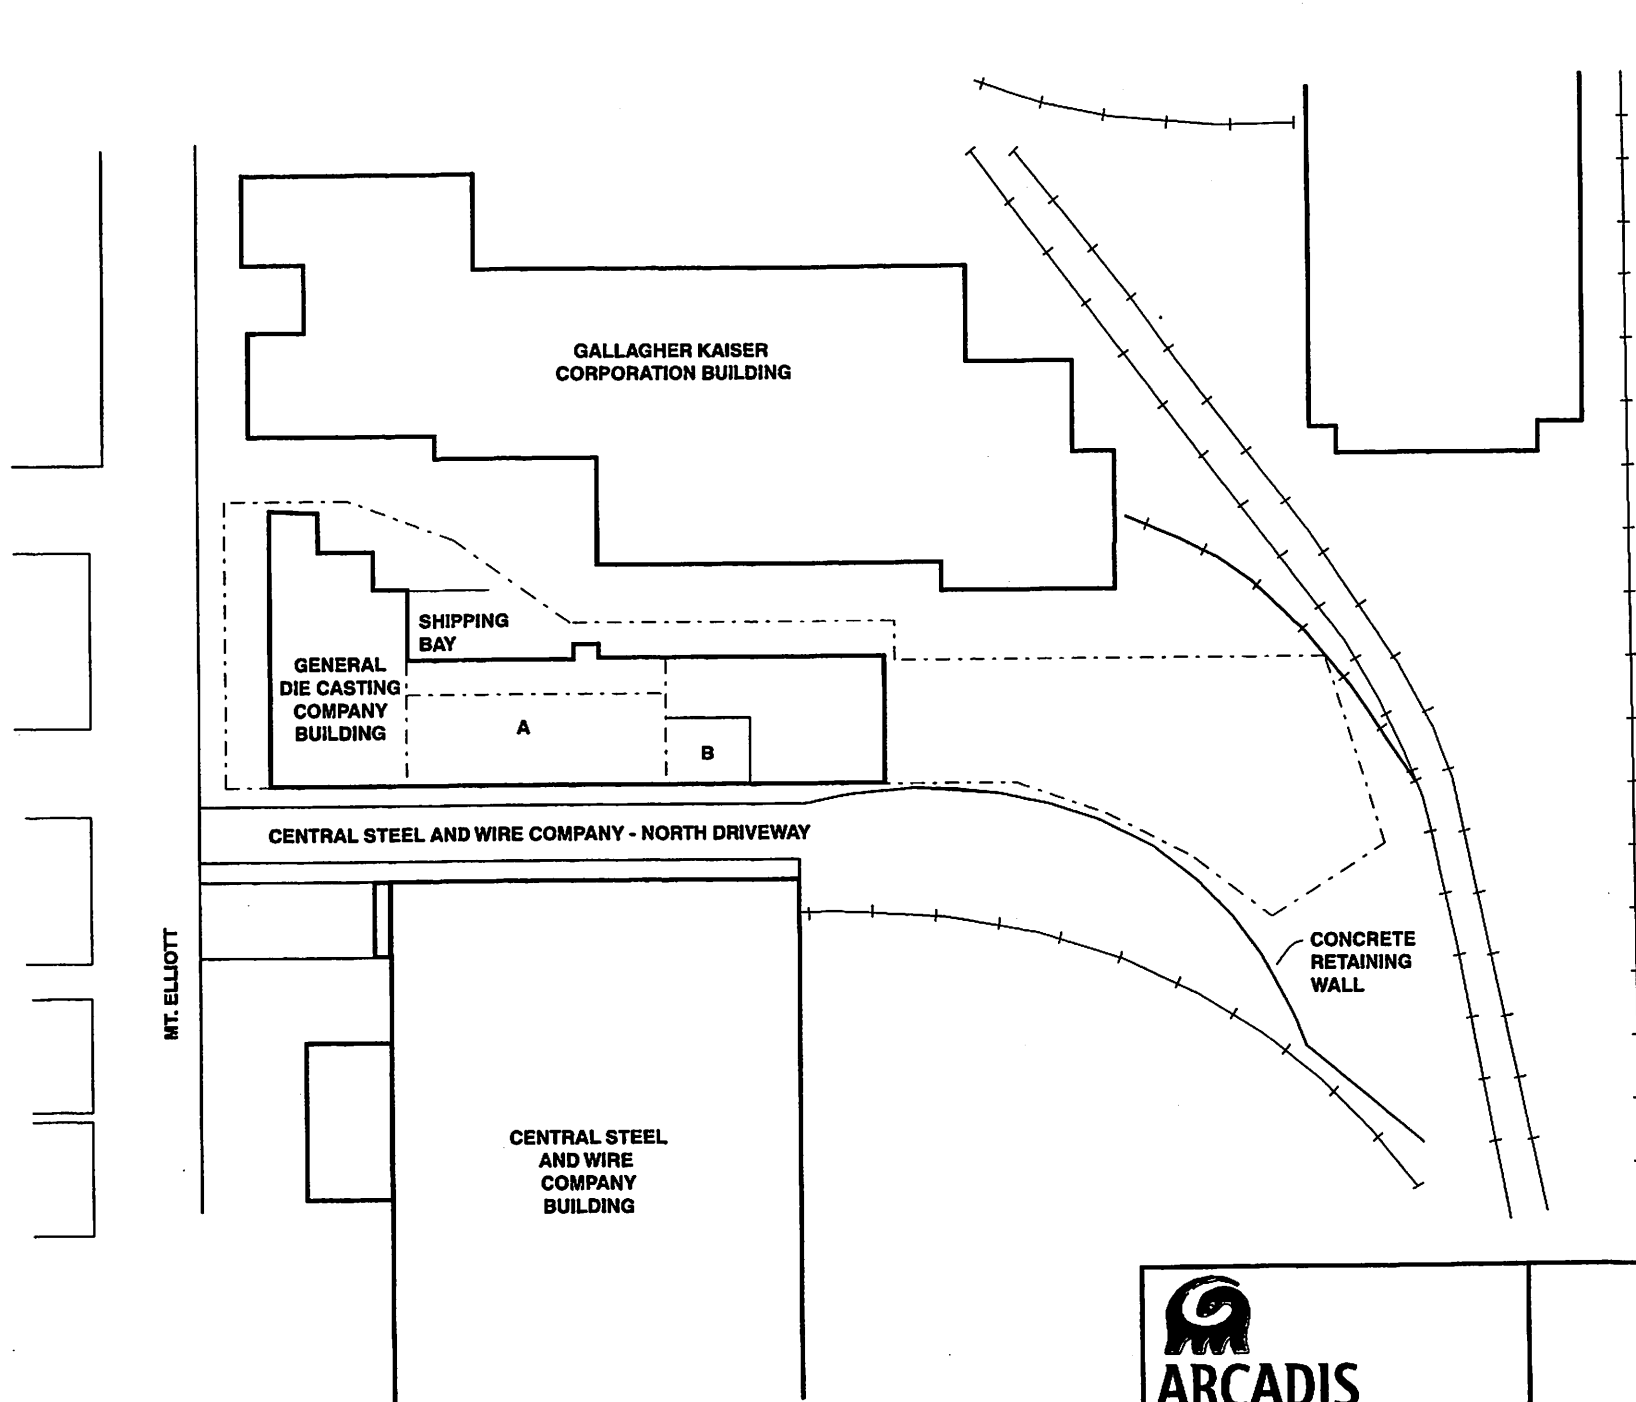 GALLAGHER KAISER
CORPORATION BUILDING
SHIPPING
BAY
GENERAL
DIE CASTING
COMPANY
BUILDING
A
B
CENTRAL STEEL AND WIRE COMPANY - NORTH DRIVEWAY
MT. ELLIOTT
CONCRETE
RETAINING
WALL
CENTRAL STEEL
AND WIRE
COMPANY
BUILDING
ARCADIS